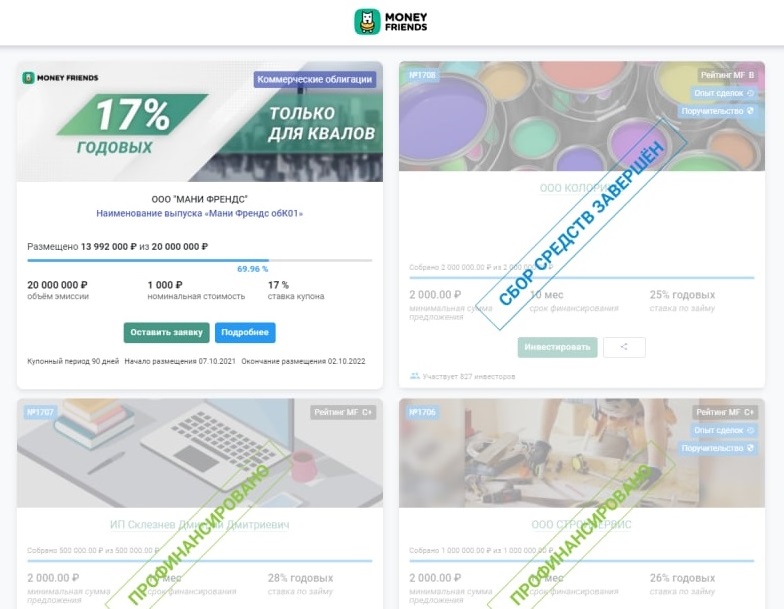 MONEY
FRIENDS
MONEY FRIENDS
Коммерческие облигации
17%
ГОДОВЫХ
ТОЛЬКО
ДЛЯ КВАЛОВ
ООО "МАНИ ФРЕНДС"
Наименование выпуска «Мани Френдс обК01»
Размещено 13 992 000 ₽ из 20 000 000 ₽
69.96 %
20 000 000 ₽ 1 000 ₽ 17 %
объём эмиссии номинальная стоимость ставка купона
Оставить заявку Подробнее
Купонный период 90 дней Начало размещения 07.10.2021 Окончание размещения 02.10.2022
№1708 Рейтинг MF B
Опыт сделок
Поручительство
ООО
СБОР СРЕДСТВ ЗАВЕРШЁН
Собрано 2 000 000.00 ₽ из 2 000 000.00 ₽
2 000.00 ₽ 10 мес 25% годовых
минимальная сумма срок финансирования ставка по займу
предложения
Инвестировать
Участвует 827 инвесторов
№1707 Рейтинг MF C+
ИП Склезнев Дмитрий Дмитриевич
ПРОФИНАНСИРОВАНО
Собрано 500 000.00 ₽ из 500 000.00 ₽
2 000.00 ₽ мес 28% годовых
минимальная сумма срок финансирования ставка по займу
предложения
№1706 Рейтинг MF C+
Опыт сделок
Поручительство
ООО СТРОЙСЕРВИС
ПРОФИНАНСИРОВАНО
Собрано 1 000 000.00 ₽ из 1 000 000.00 ₽
2 000.00 ₽ мес 26% годовых
минимальная сумма срок финансирования ставка по займу
предложения